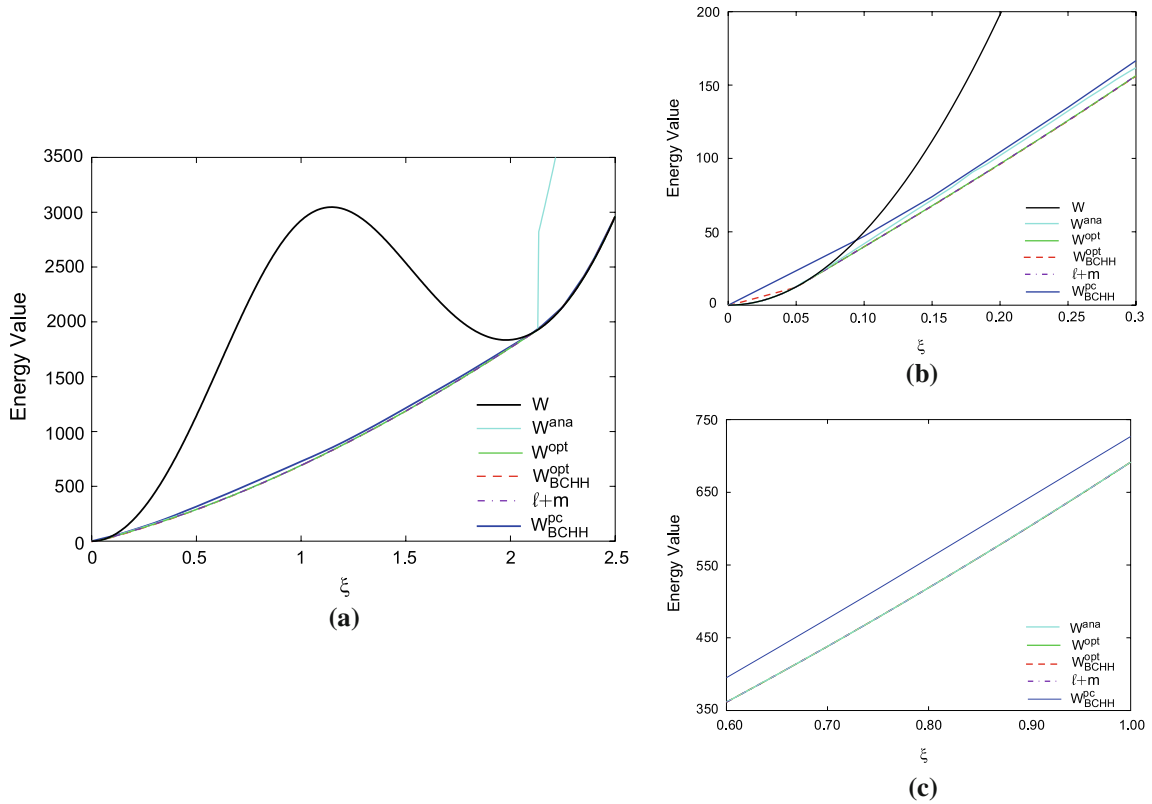 3500
3000
2500
2000
1500
1000
500
0
Energy Value
0 0.5 1 1.5 2 2.5
ξ
W
W^ana
W^opt
W^opt_BCHH
ℓ+m
W^pc_BCHH
(a)
200
150
100
50
0
Energy Value
0 0.05 0.10 0.15 0.20 0.25 0.3
ξ
W
W^ana
W^opt
W^opt_BCHH
ℓ+m
W^pc_BCHH
(b)
750
650
550
450
350
Energy Value
0.60 0.70 0.80 0.90 1.00
ξ
W^ana
W^opt
W^opt_BCHH
ℓ+m
W^pc_BCHH
(c)